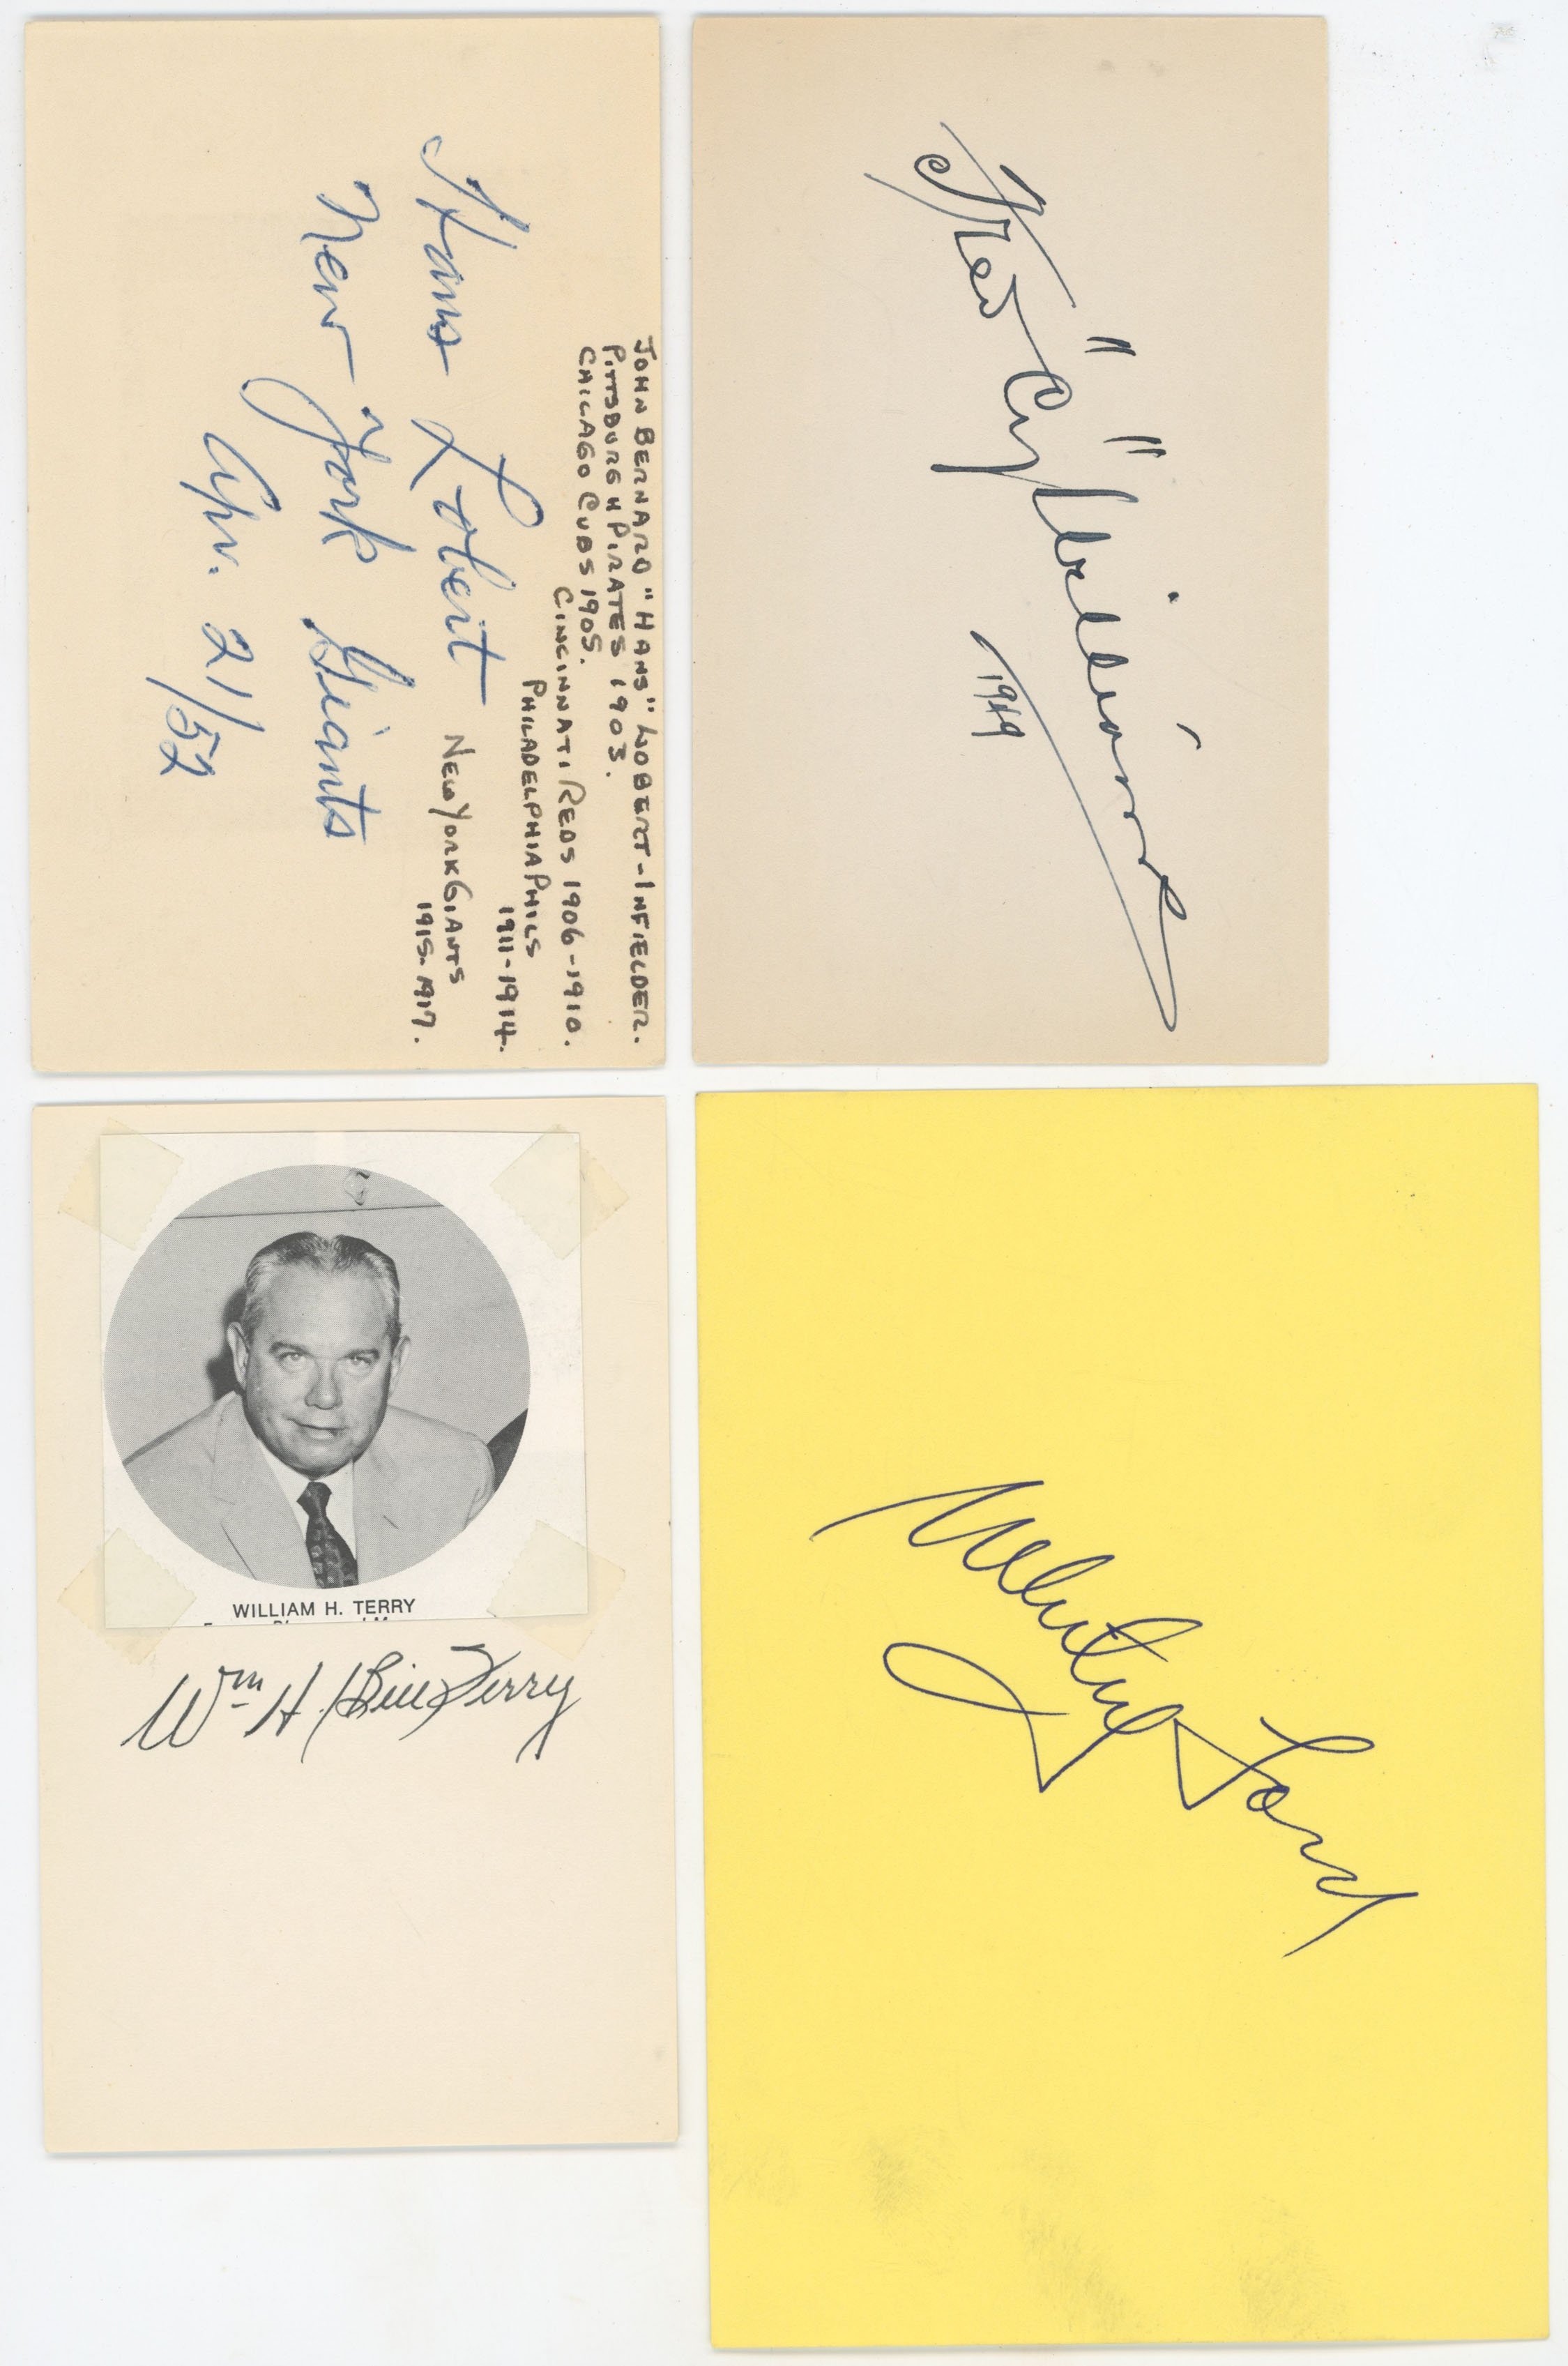 JOHN BERNARD "HANS" LOBERT - INFIELDER.
PITTSBURGH PIRATES 1903.
CHICAGO CUBS 1905.
CINCINNATI REDS 1906-1910.
PHILADELPHIA PHILS
1911-1914.
Hans Lobert
NEW YORK GIANTS
1915-1917.
New York Giants
Apr. 21/52
Fred "Cy" Williams
1949
WILLIAM H. TERRY
Wm H. (Bill) Terry
Whitey Ford